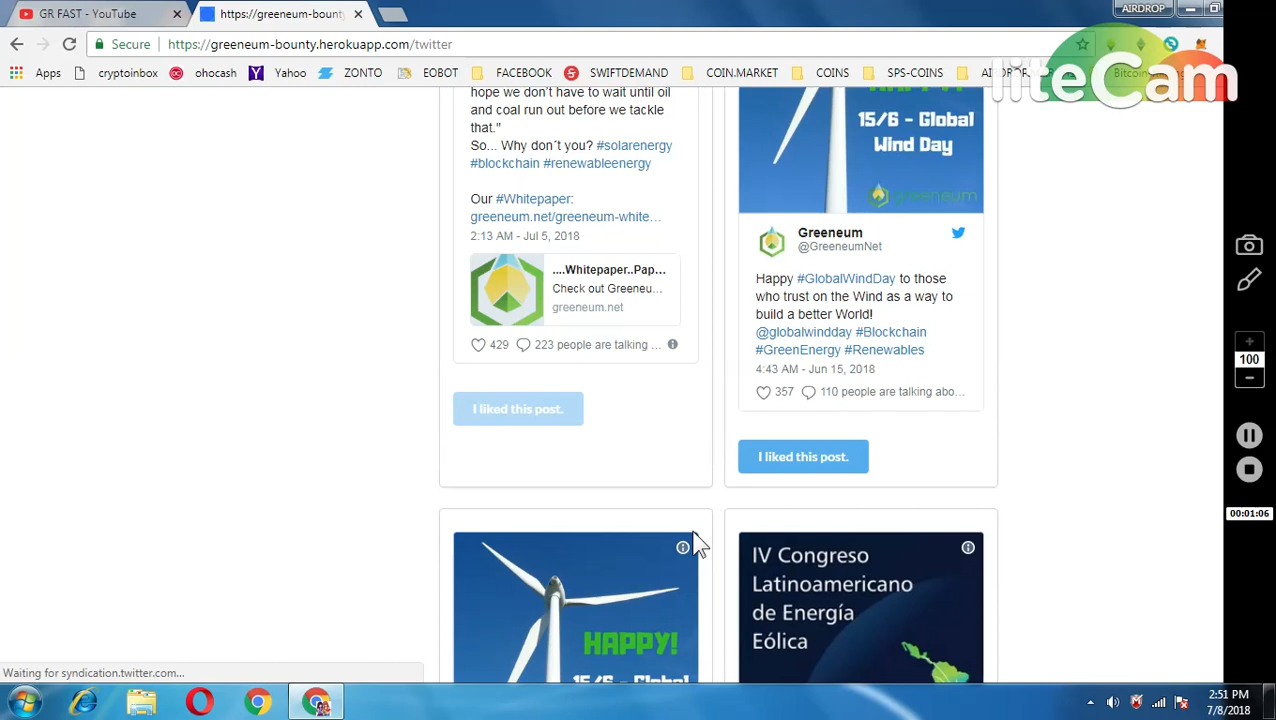 GR FAST - YouTube
https://greeneum-bount
AIRDROP
Secure
https://greeneum-bounty.herokuapp.com/twitter
Apps
cryptoinbox
ohocash
Yahoo
ZONTO
EOBOT
FACEBOOK
SWIFTDEMAND
COIN.MARKET
COINS
SPS-COINS
liteCam
hope we don't have to wait until oil
and coal run out before we tackle
that."
So... Why don´t you? #solarenergy
#blockchain #renewableenergy
Our #Whitepaper:
greeneum.net/greeneum-white...
2:13 AM - Jul 5, 2018
....Whitepaper..Pap...
Check out Greeneu...
greeneum.net
429
223 people are talking ...
I liked this post.
HAPPY!
15/6 - Global
Wind Day
greeneum
Greeneum
@GreeneumNet
Happy #GlobalWindDay to those
who trust on the Wind as a way to
build a better World!
@globalwindday #Blockchain
#GreenEnergy #Renewables
4:43 AM - Jun 15, 2018
357
110 people are talking abo...
I liked this post.
HAPPY!
15/6 - Global
IV Congreso
Latinoamericano
de Energía
Eólica
100
00:01:06
Waiting for syndication.twitter.com...
2:51 PM
7/8/2018